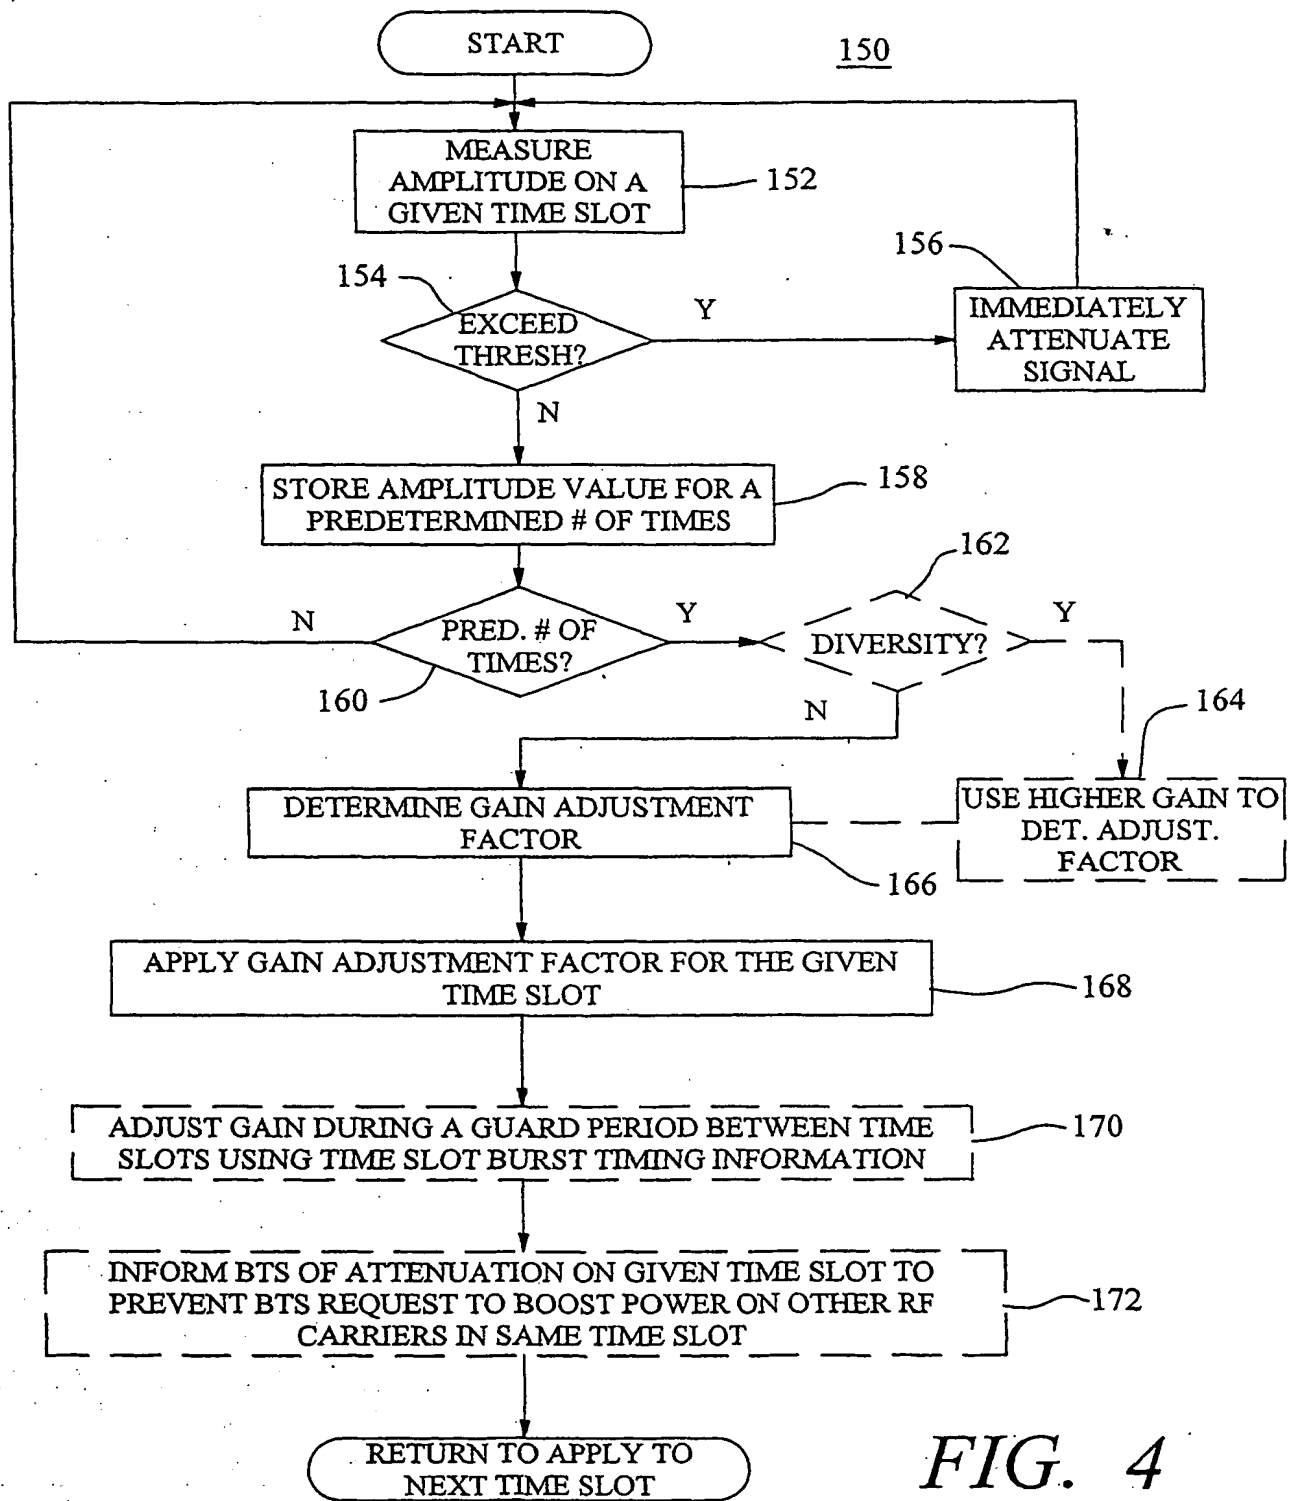 START
150
MEASURE
AMPLITUDE ON A
GIVEN TIME SLOT
152
154
EXCEED
THRESH?
Y
156
IMMEDIATELY
ATTENUATE
SIGNAL
N
STORE AMPLITUDE VALUE FOR A
PREDETERMINED # OF TIMES
158
N
PRED. # OF
TIMES?
160
Y
162
DIVERSITY?
Y
N
164
USE HIGHER GAIN TO
DET. ADJUST.
FACTOR
DETERMINE GAIN ADJUSTMENT
FACTOR
166
APPLY GAIN ADJUSTMENT FACTOR FOR THE GIVEN
TIME SLOT
168
ADJUST GAIN DURING A GUARD PERIOD BETWEEN TIME
SLOTS USING TIME SLOT BURST TIMING INFORMATION
170
INFORM BTS OF ATTENUATION ON GIVEN TIME SLOT TO
PREVENT BTS REQUEST TO BOOST POWER ON OTHER RF
CARRIERS IN SAME TIME SLOT
172
RETURN TO APPLY TO
NEXT TIME SLOT
FIG. 4